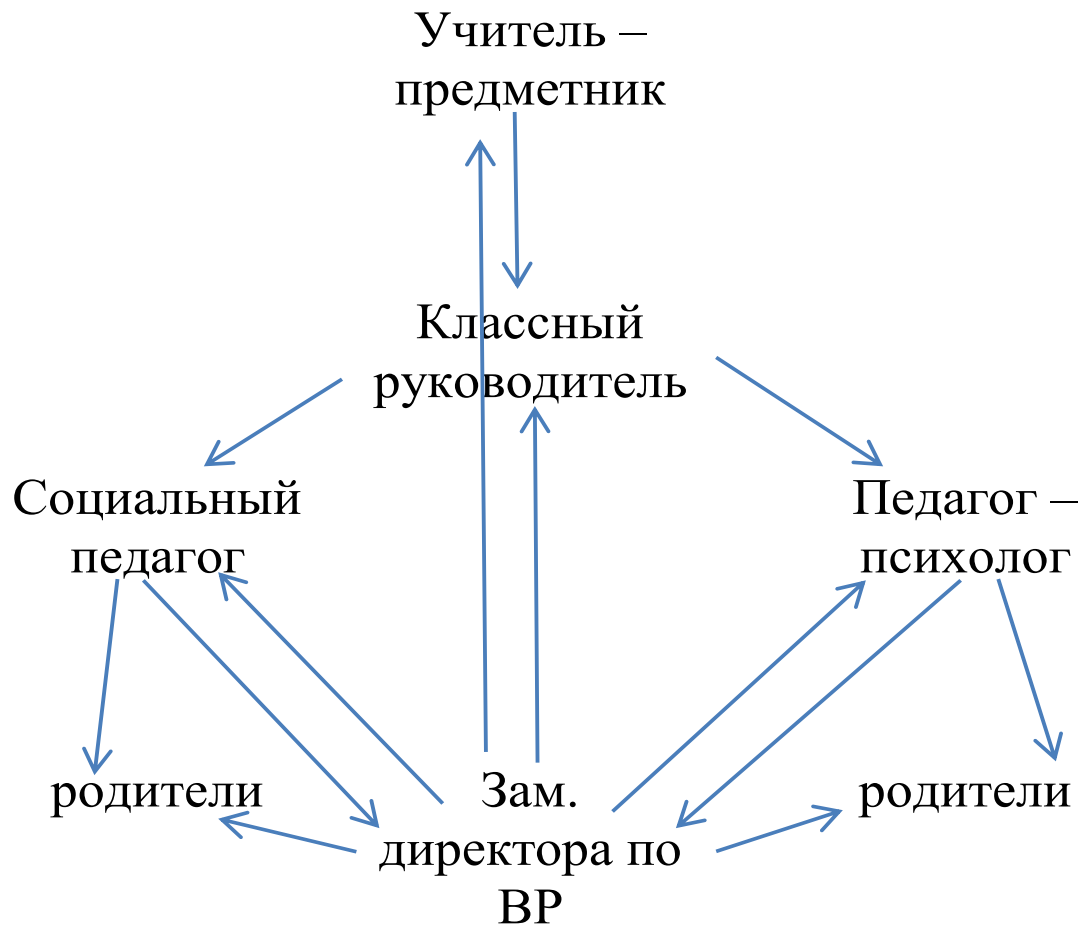 Учитель –
предметник
Классный
руководитель
Социальный
педагог
Педагог –
психолог
родители
Зам.
директора по
ВР
родители